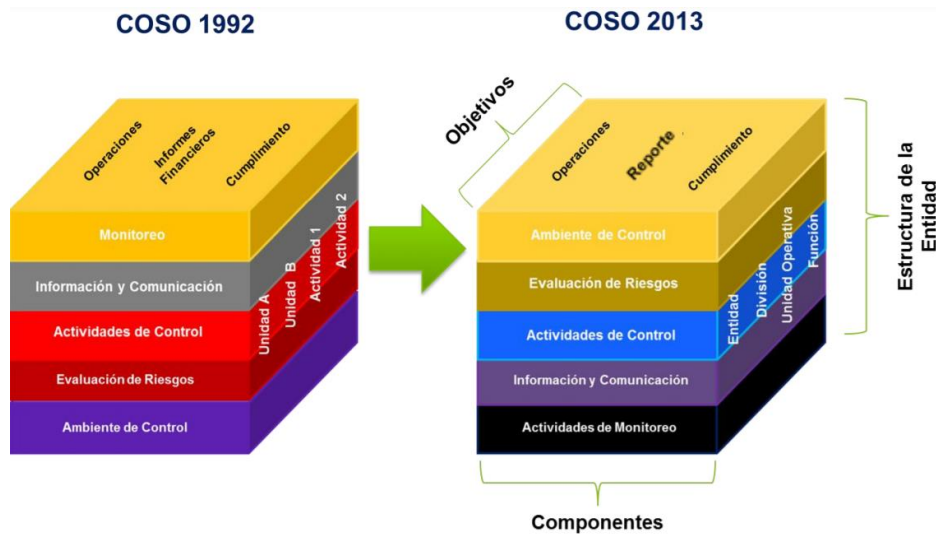 COSO 1992
Operaciones
Informes
Financieros
Cumplimiento
Monitoreo
Información y Comunicación
Actividades de Control
Evaluación de Riesgos
Ambiente de Control
Unidad A
Unidad B
Actividad 1
Actividad 2
COSO 2013
Objetivos
Operaciones
Reporte
Cumplimiento
Ambiente de Control
Evaluación de Riesgos
Actividades de Control
Información y Comunicación
Actividades de Monitoreo
Entidad
División
Unidad Operativa
Función
Estructura de la
Entidad
Componentes